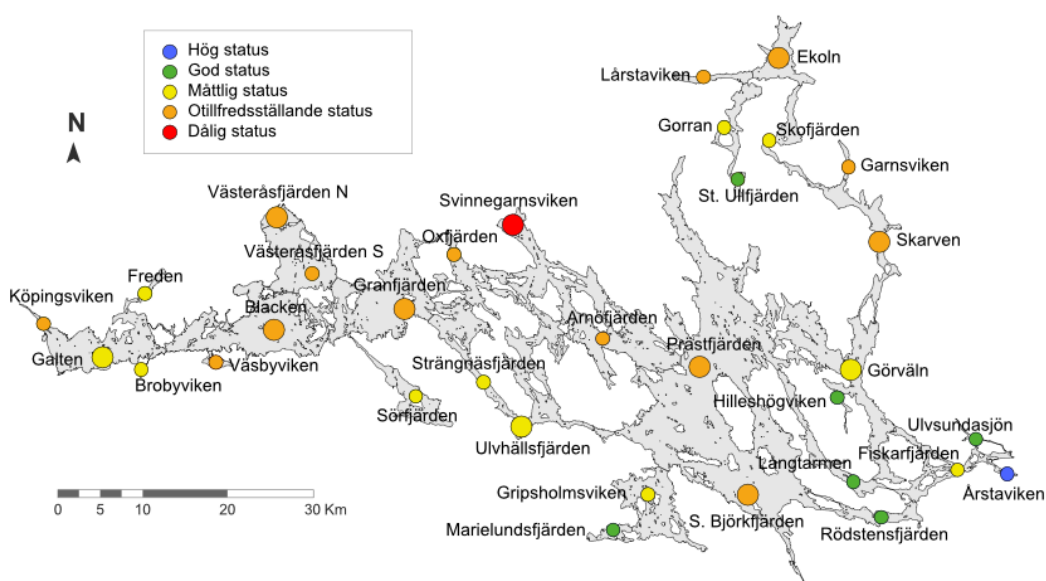 Hög status
God status
Måttlig status
Otillfredsställande status
Dålig status
N
Ekoln
Lårstaviken
Gorran
Skofjärden
Garnsviken
St. Ullfjärden
Västeråsfjärden N
Svinnegarnsviken
Oxfjärden
Skarven
Västeråsfjärden S
Freden
Granfjärden
Köpingsviken
Blacken
Arnöfjärden
Galten
Väsbyviken
Strängnäsfjärden
Prästfjärden
Görväln
Brobyviken
Hilleshögviken
Sörfjärden
Ulvhällsfjärden
Ulvsundasjön
Fiskarfjärden
Långtarmen
Årstaviken
Gripsholmsviken
S. Björkfjärden
Marielundsfjärden
Rödstensfjärden
0 5 10 20 30 Km